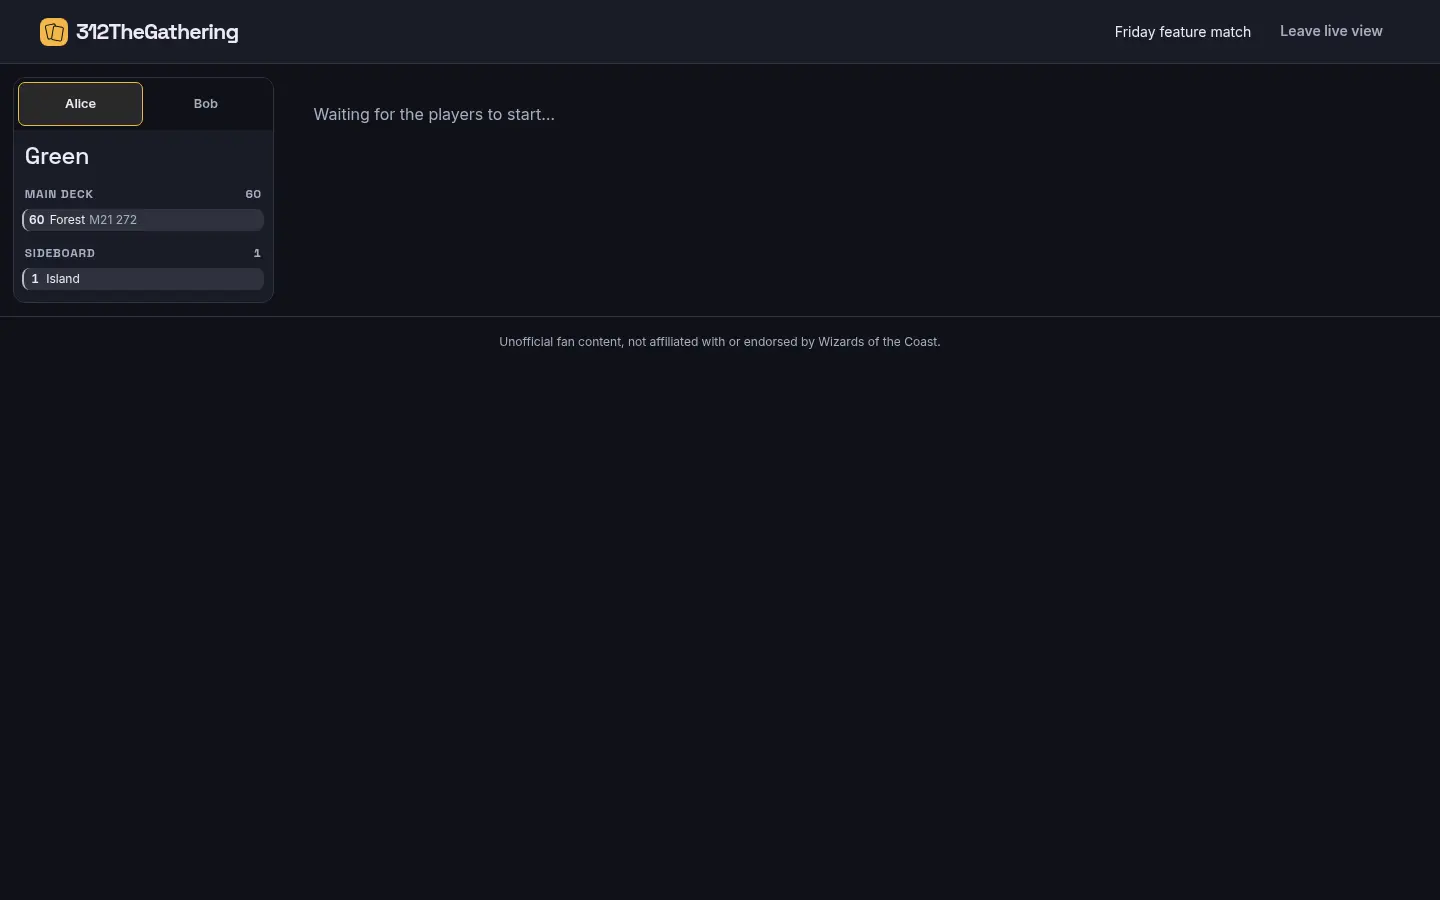 312TheGathering
Friday feature match
Leave live view
Alice
Bob
Green
MAIN DECK 60
60 Forest M21 272
SIDEBOARD 1
1 Island
Waiting for the players to start...
Unofficial fan content, not affiliated with or endorsed by Wizards of the Coast.